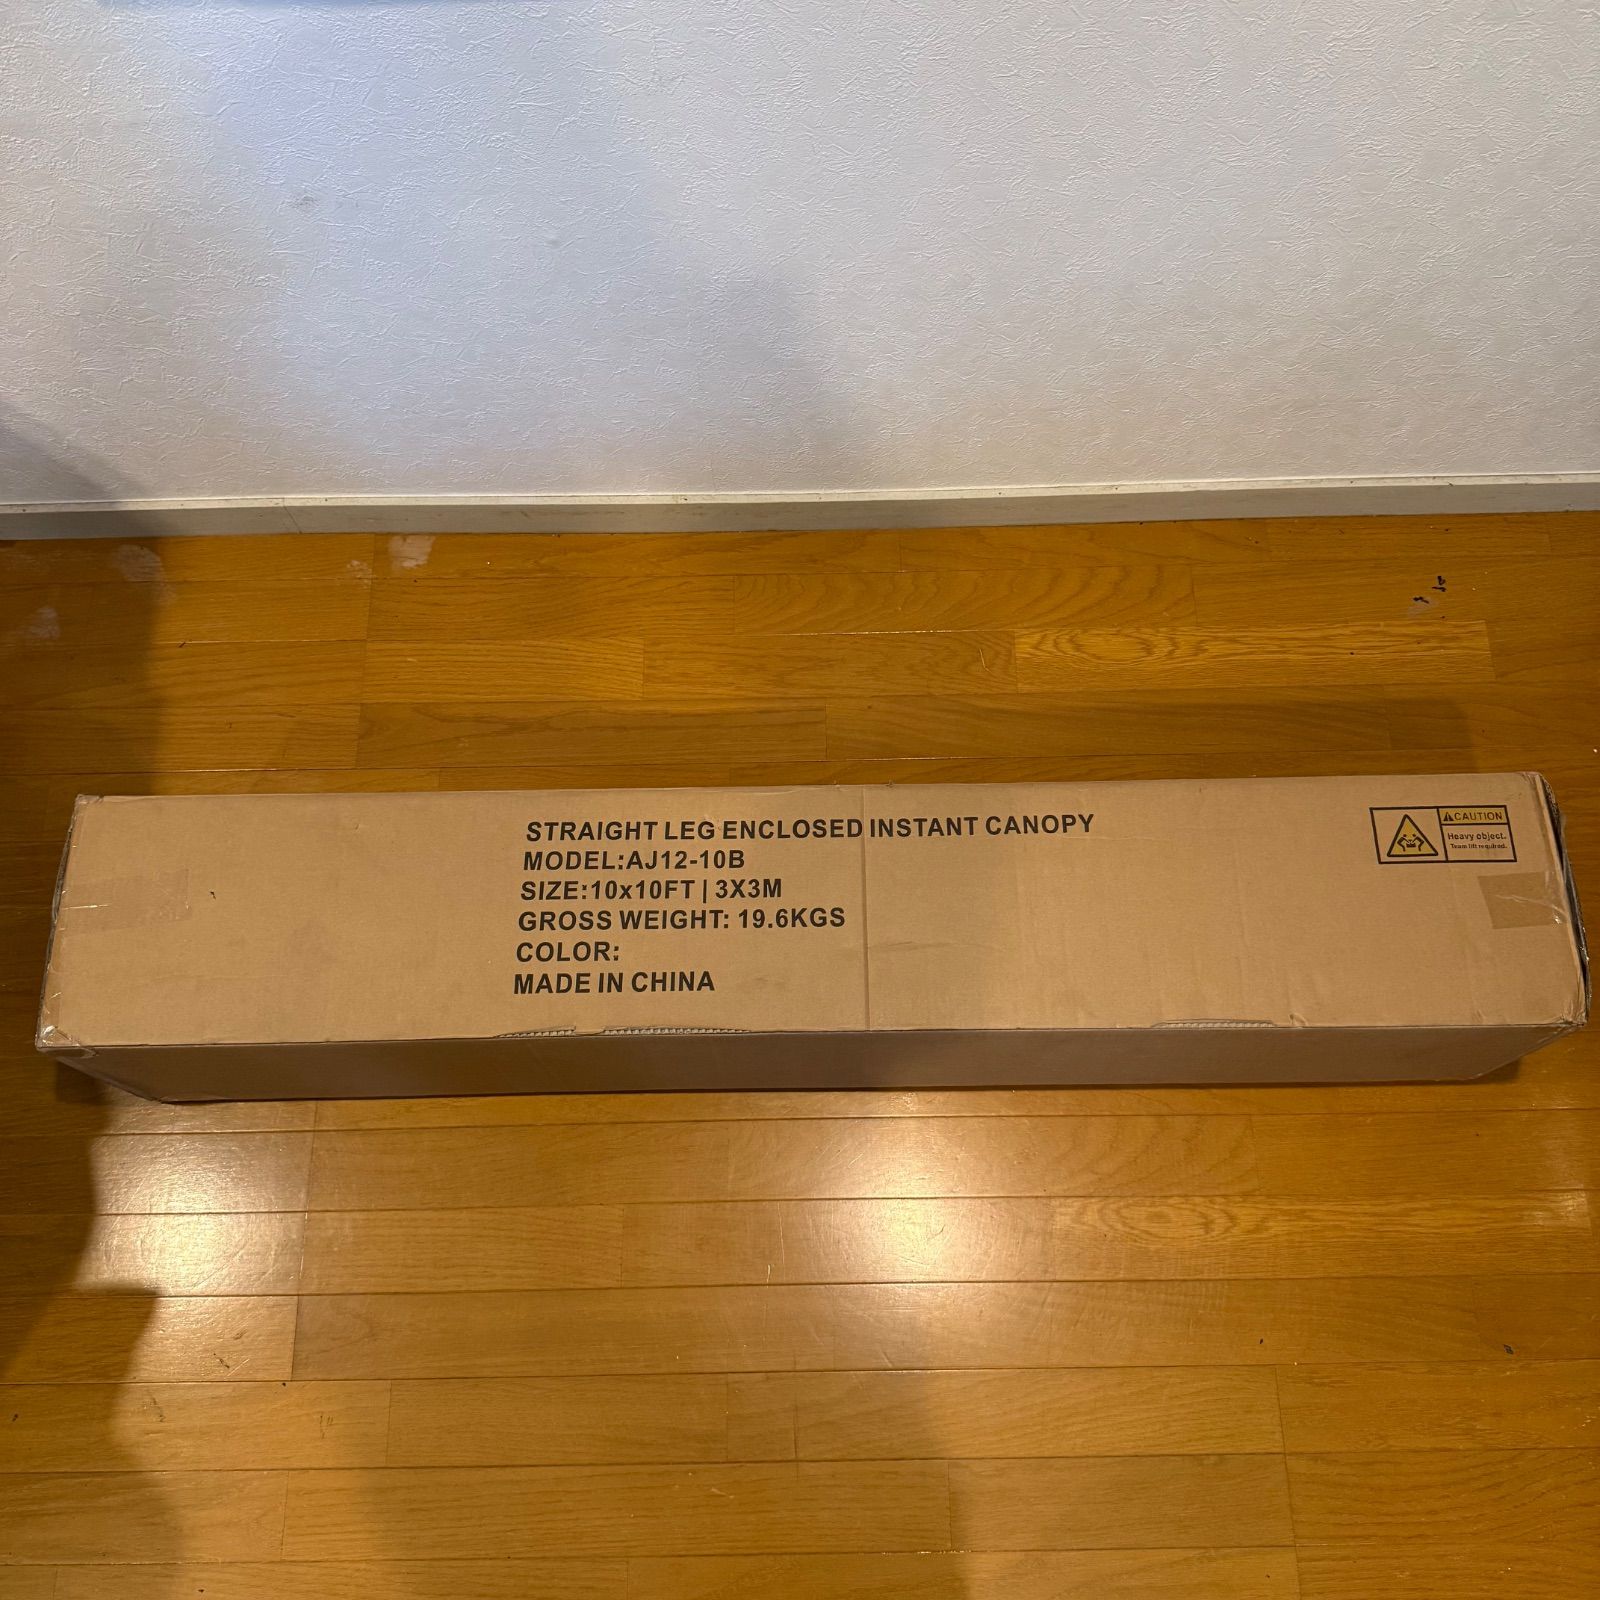 STRAIGHT LEG ENCLOSED INSTANT CANOPY
MODEL:AJ12-10B
SIZE:10x10FT | 3X3M
GROSS WEIGHT: 19.6KGS
COLOR:
MADE IN CHINA
CAUTION
Heavy object.
Team lift required.